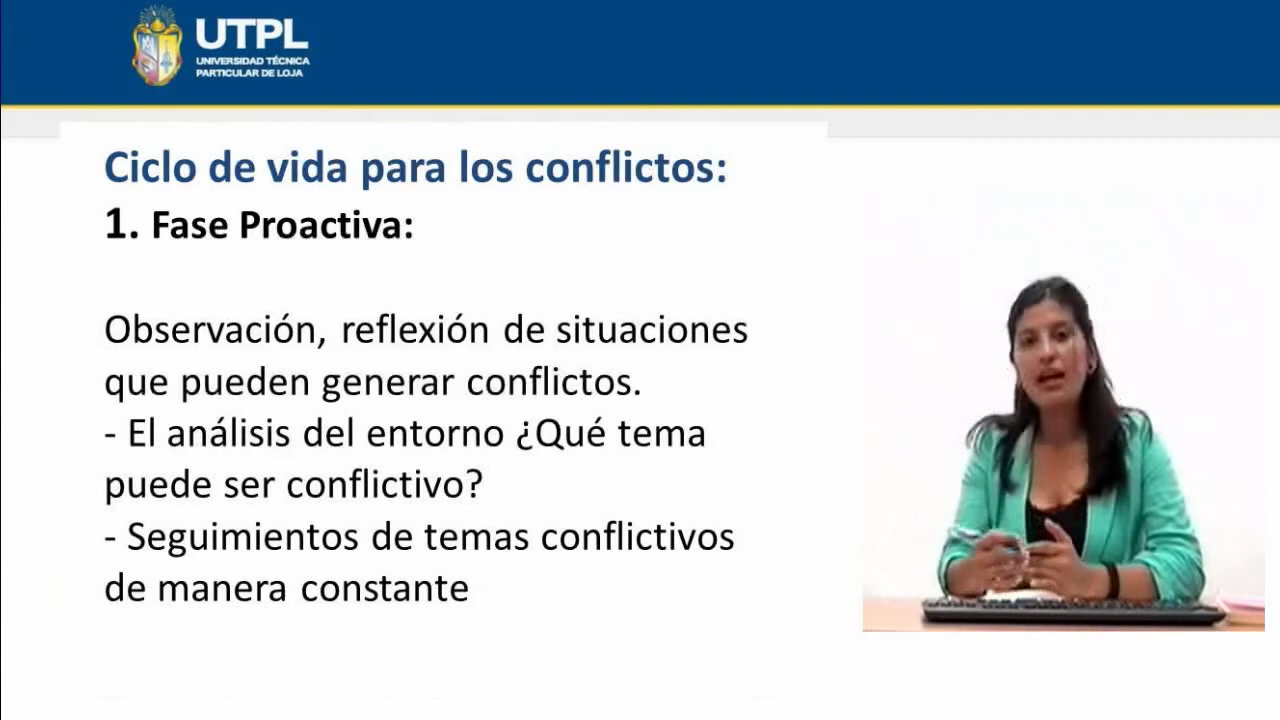 UTPL
UNIVERSIDAD TÉCNICA
PARTICULAR DE LOJA
Ciclo de vida para los conflictos:
1. Fase Proactiva:
Observación, reflexión de situaciones
que pueden generar conflictos.
- El análisis del entorno ¿Qué tema
puede ser conflictivo?
- Seguimientos de temas conflictivos
de manera constante